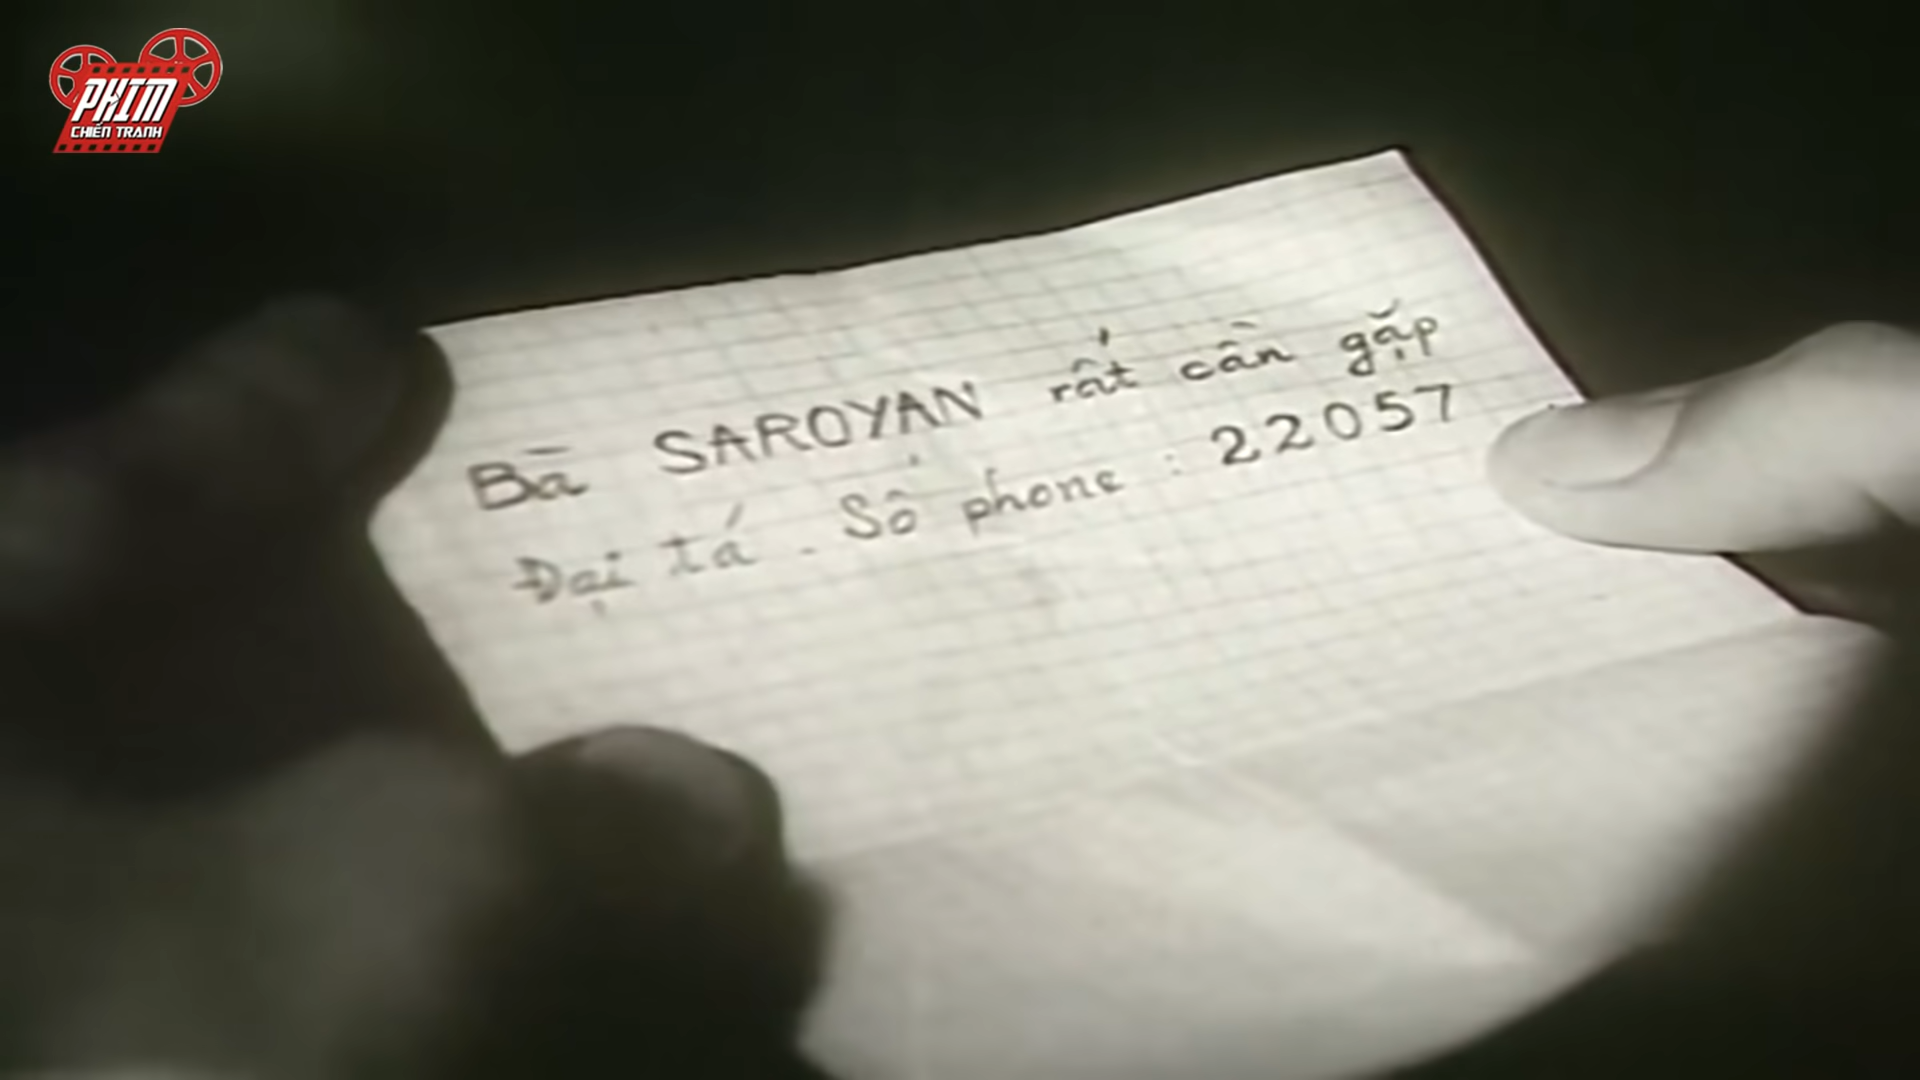 PHIM
CHIẾN TRANH
Bà SAROYAN rất cần gặp
Đại tá. Số phone : 22057